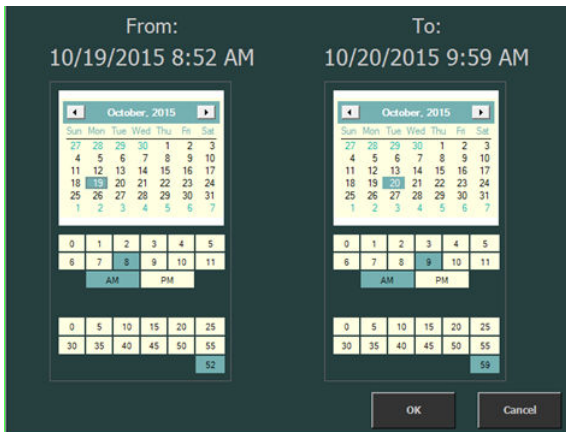 From:
10/19/2015 8:52 AM
October, 2015
Sun Mon Tue Wed Thu Fri Sat
27 28 29 30 1 2 3
4 5 6 7 8 9 10
11 12 13 14 15 16 17
18 19 20 21 22 23 24
25 26 27 28 29 30 31
1 2 3 4 5 6 7
0 1 2 3 4 5
6 7 8 9 10 11
AM PM
0 5 10 15 20 25
30 35 40 45 50 55
52
To:
10/20/2015 9:59 AM
October, 2015
Sun Mon Tue Wed Thu Fri Sat
27 28 29 30 1 2 3
4 5 6 7 8 9 10
11 12 13 14 15 16 17
18 19 20 21 22 23 24
25 26 27 28 29 30 31
1 2 3 4 5 6 7
0 1 2 3 4 5
6 7 8 9 10 11
AM PM
0 5 10 15 20 25
30 35 40 45 50 55
59
OK Cancel